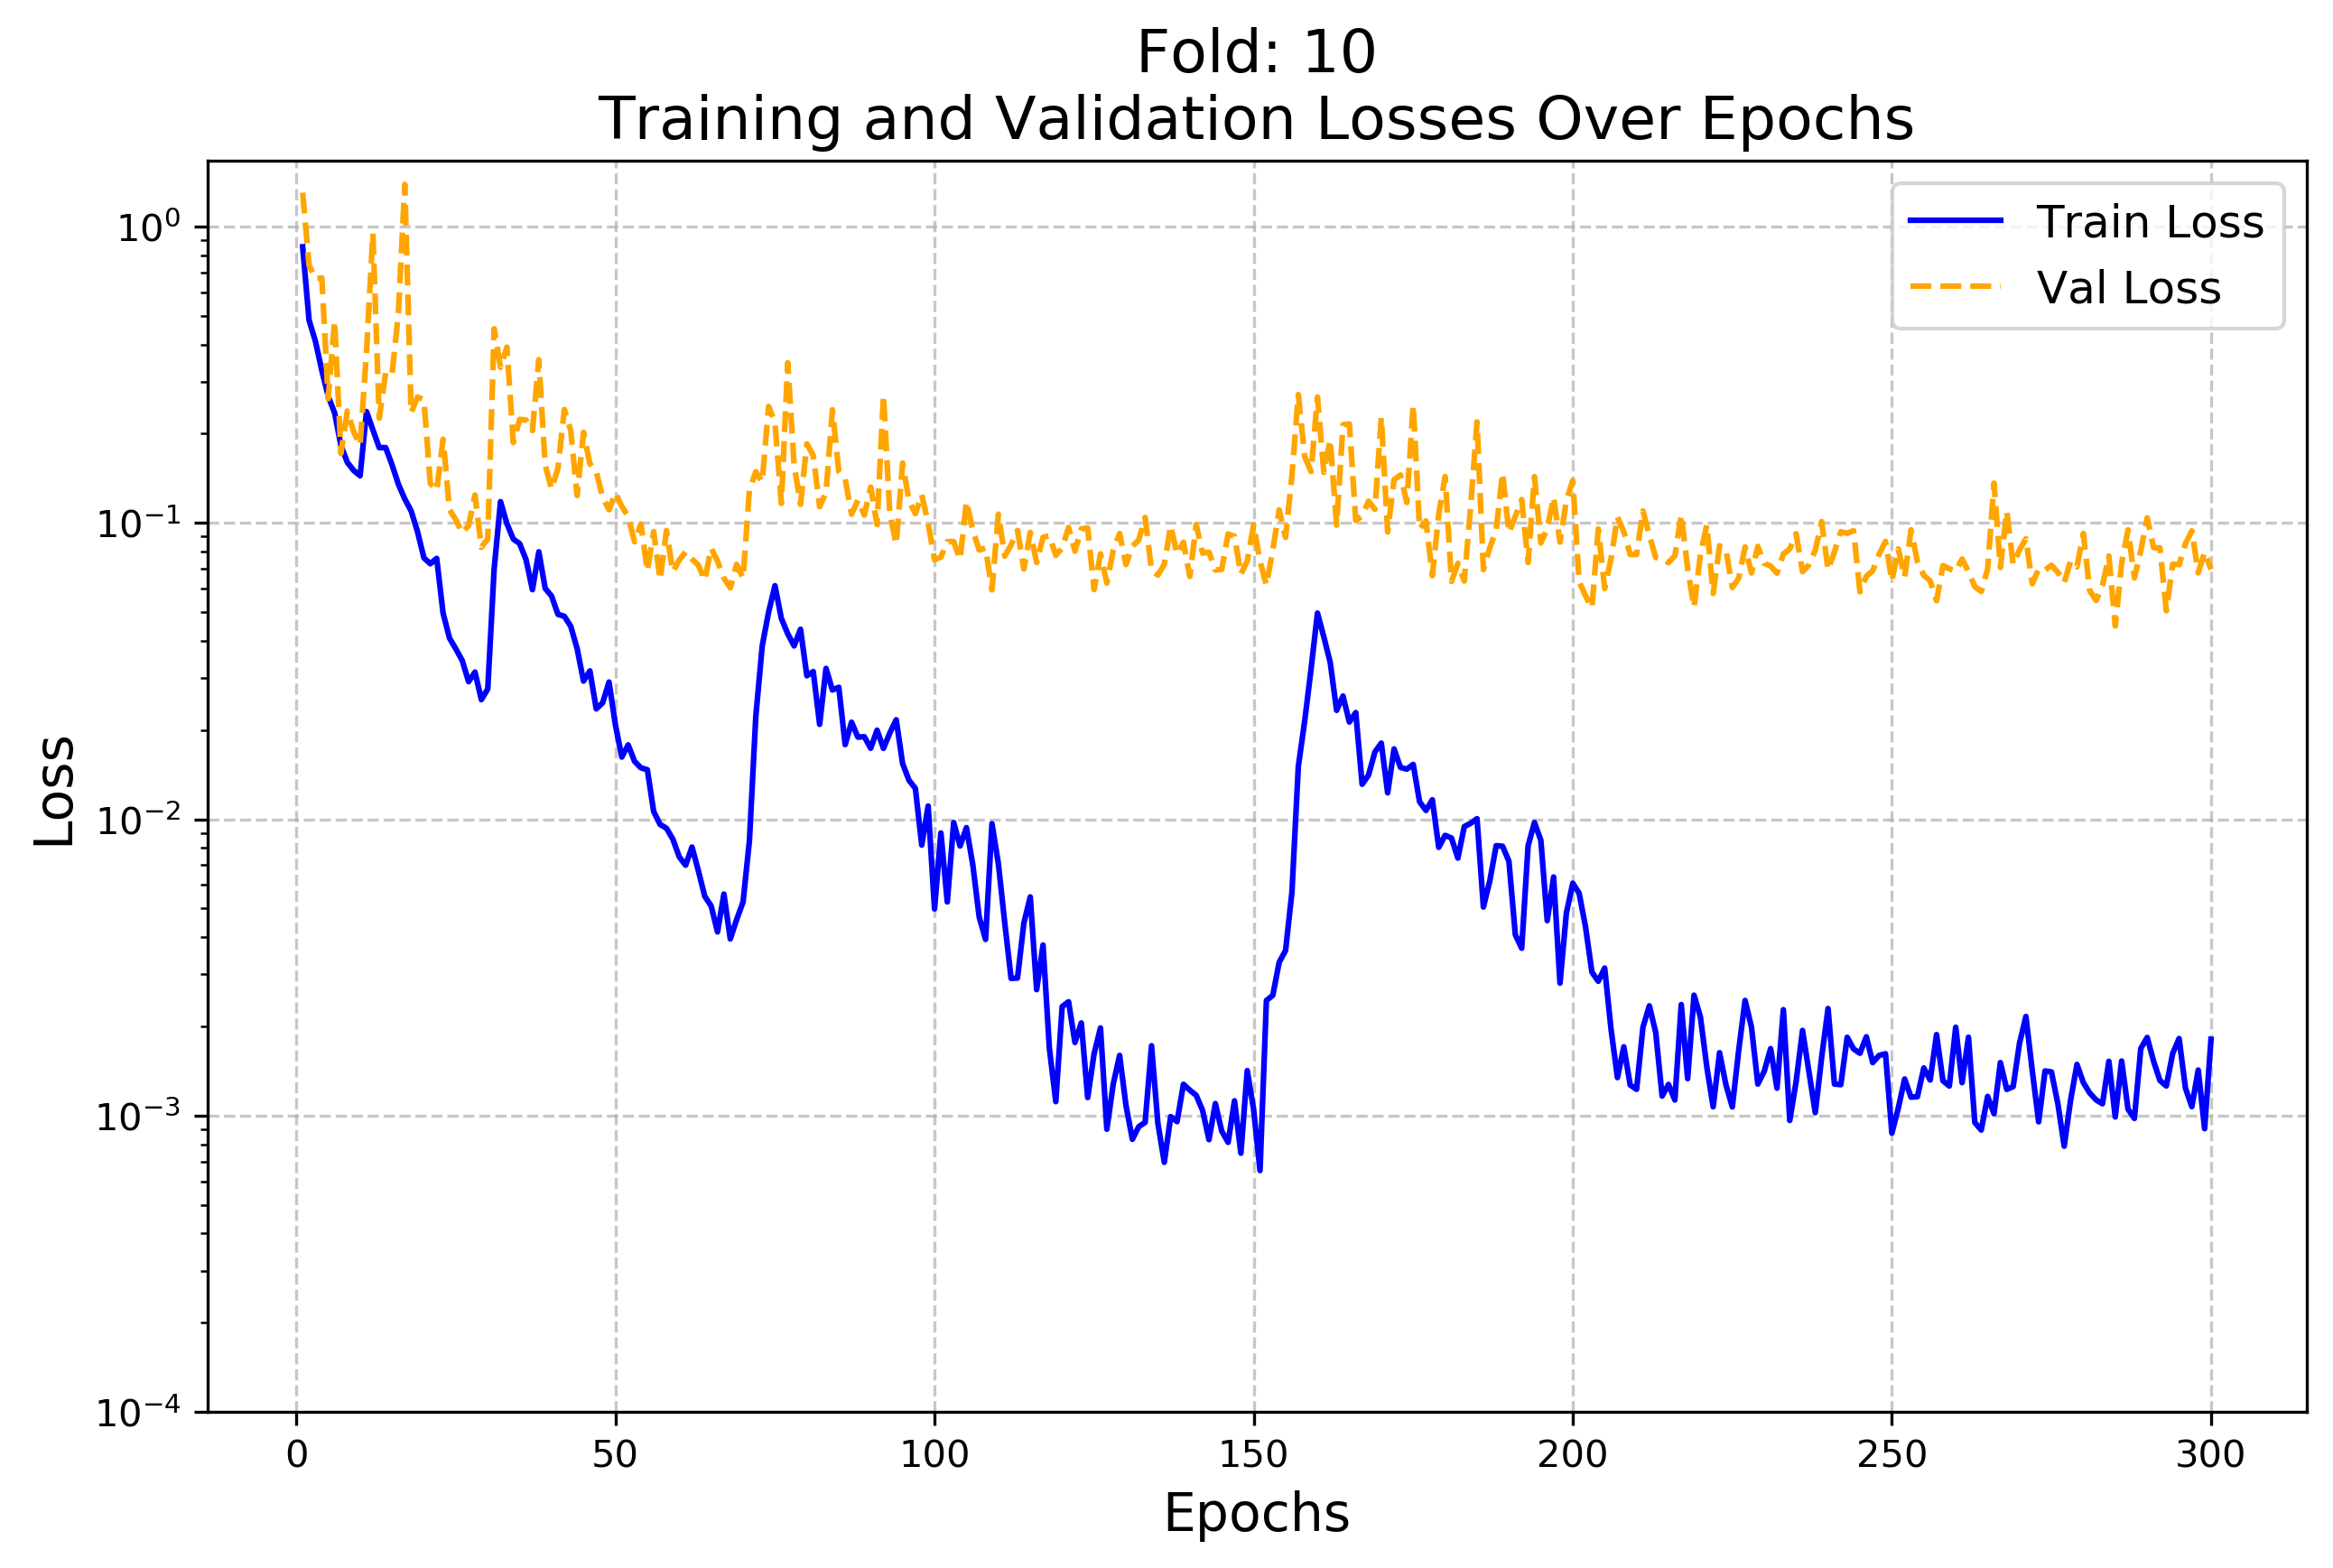 Fold: 10
Training and Validation Losses Over Epochs
Train Loss
Val Loss
10⁰
10⁻¹
10⁻²
10⁻³
10⁻⁴
Loss
0 50 100 150 200 250 300
Epochs